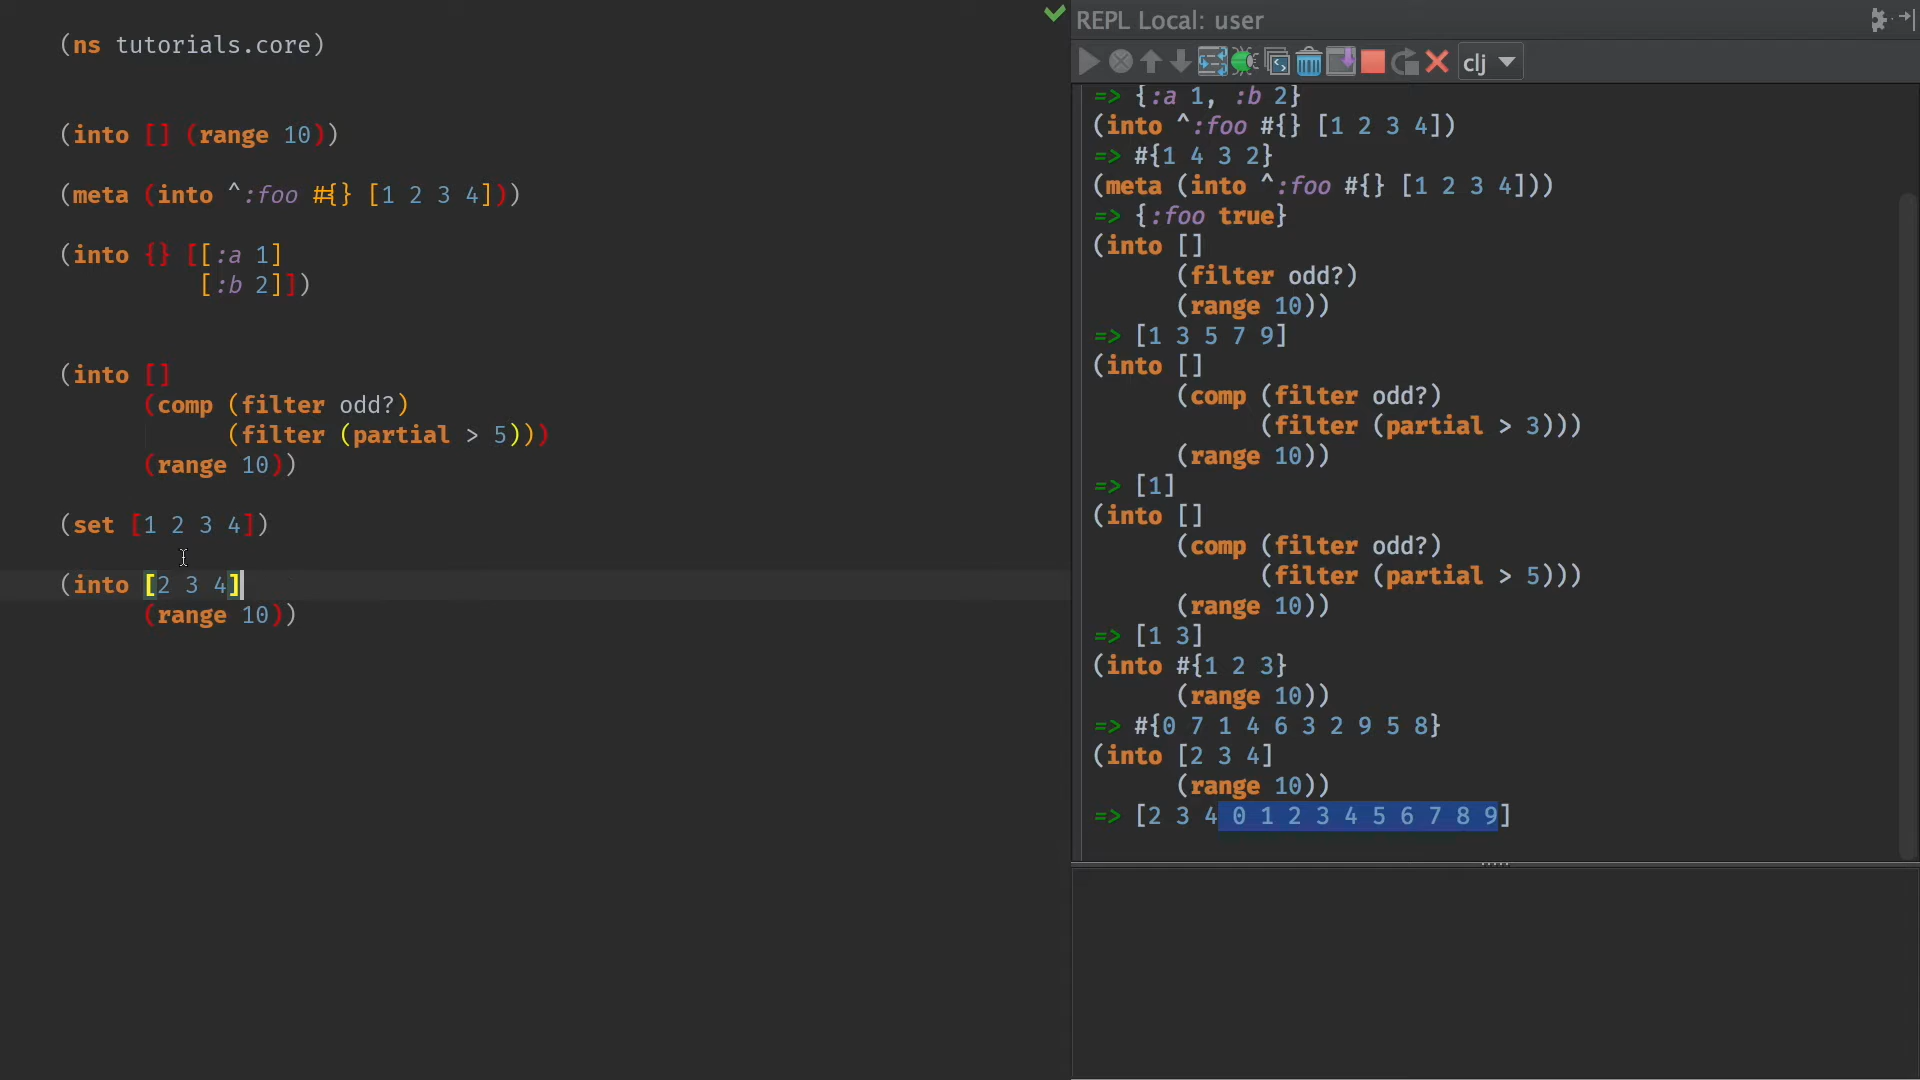 (ns tutorials.core)
(into [] (range 10))
(meta (into ^:foo #{} [1 2 3 4]))
(into {} [[:a 1]
[:b 2]])
(into []
(comp (filter odd?)
(filter (partial > 5)))
(range 10))
(set [1 2 3 4])
(into [2 3 4]
(range 10))
REPL Local: user
clj
=> {:a 1, :b 2}
(into ^:foo #{} [1 2 3 4])
=> #{1 4 3 2}
(meta (into ^:foo #{} [1 2 3 4]))
=> {:foo true}
(into []
(filter odd?)
(range 10))
=> [1 3 5 7 9]
(into []
(comp (filter odd?)
(filter (partial > 3)))
(range 10))
=> [1]
(into []
(comp (filter odd?)
(filter (partial > 5)))
(range 10))
=> [1 3]
(into #{1 2 3}
(range 10))
=> #{0 7 1 4 6 3 2 9 5 8}
(into [2 3 4]
(range 10))
=> [2 3 4 0 1 2 3 4 5 6 7 8 9]